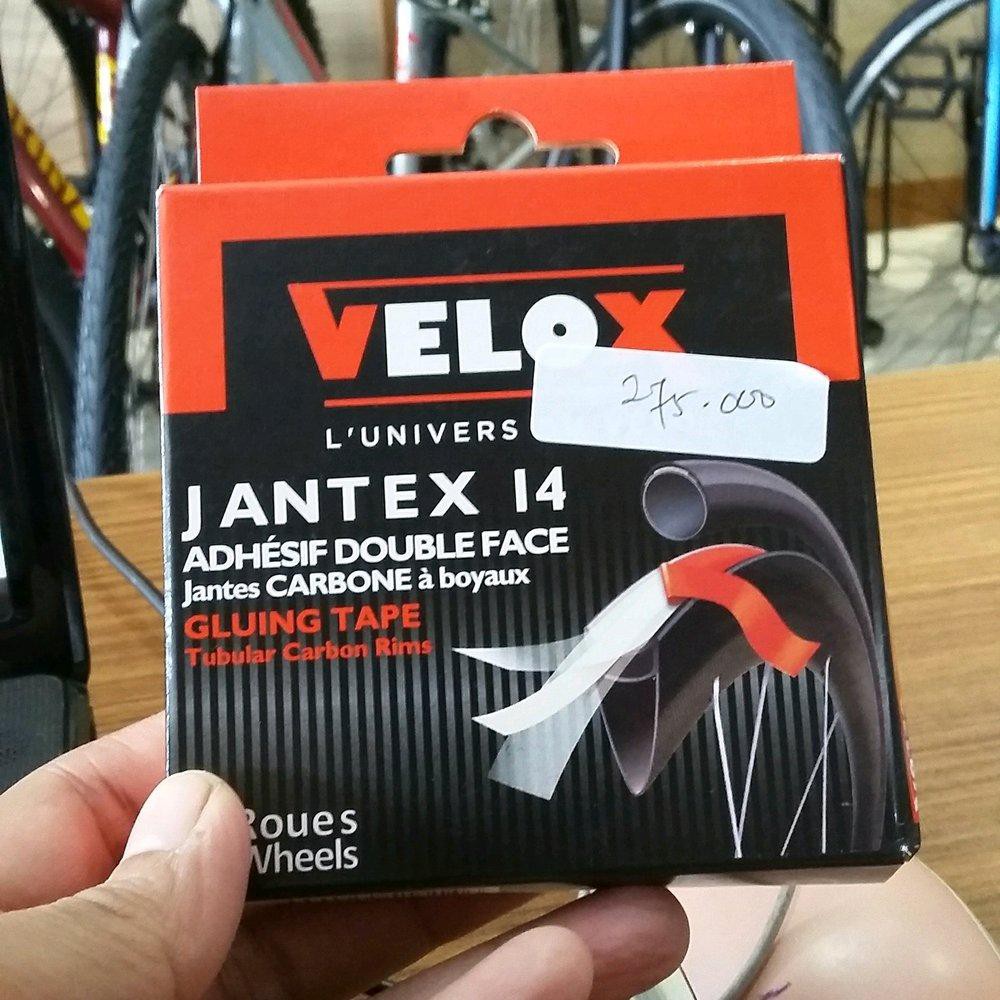 VELOX
275.000
L'UNIVERS
JANTEX 14
ADHÉSIF DOUBLE FACE
Jantes CARBONE à boyaux
GLUING TAPE
Tubular Carbon Rims
Roues
Wheels